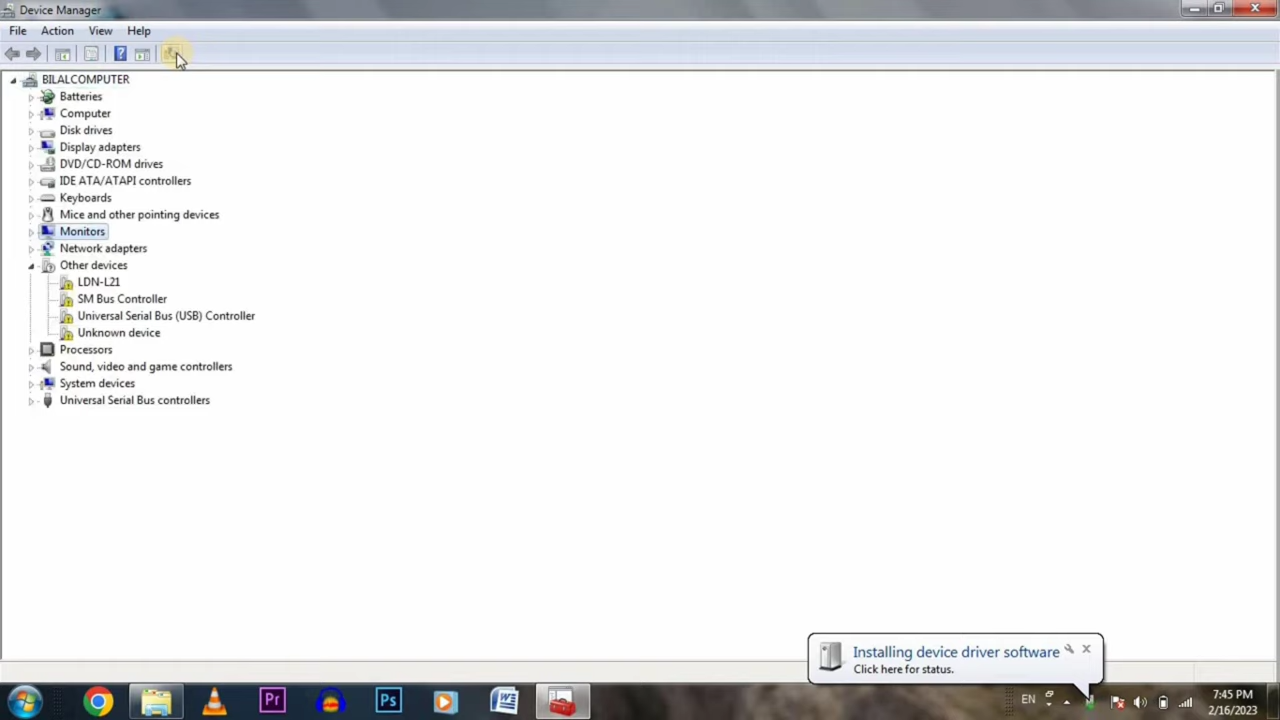 Device Manager
File Action View Help
BILALCOMPUTER
Batteries
Computer
Disk drives
Display adapters
DVD/CD-ROM drives
IDE ATA/ATAPI controllers
Keyboards
Mice and other pointing devices
Monitors
Network adapters
Other devices
LDN-L21
SM Bus Controller
Universal Serial Bus (USB) Controller
Unknown device
Processors
Sound, video and game controllers
System devices
Universal Serial Bus controllers
Installing device driver software
Click here for status.
Pr
Ps
W
EN
7:45 PM
2/16/2023